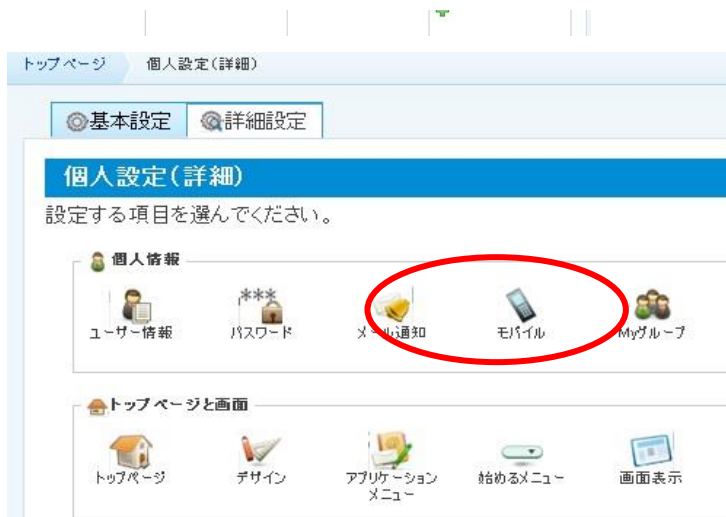 トップページ 個人設定(詳細)
基本設定 詳細設定
個人設定(詳細)
設定する項目を選んでください。
個人情報
ユーザー情報 パスワード メール通知 モバイル Myグループ
トップページと画面
トップページ デザイン アプリケーション 始めるメニュー 画面表示
メニュー